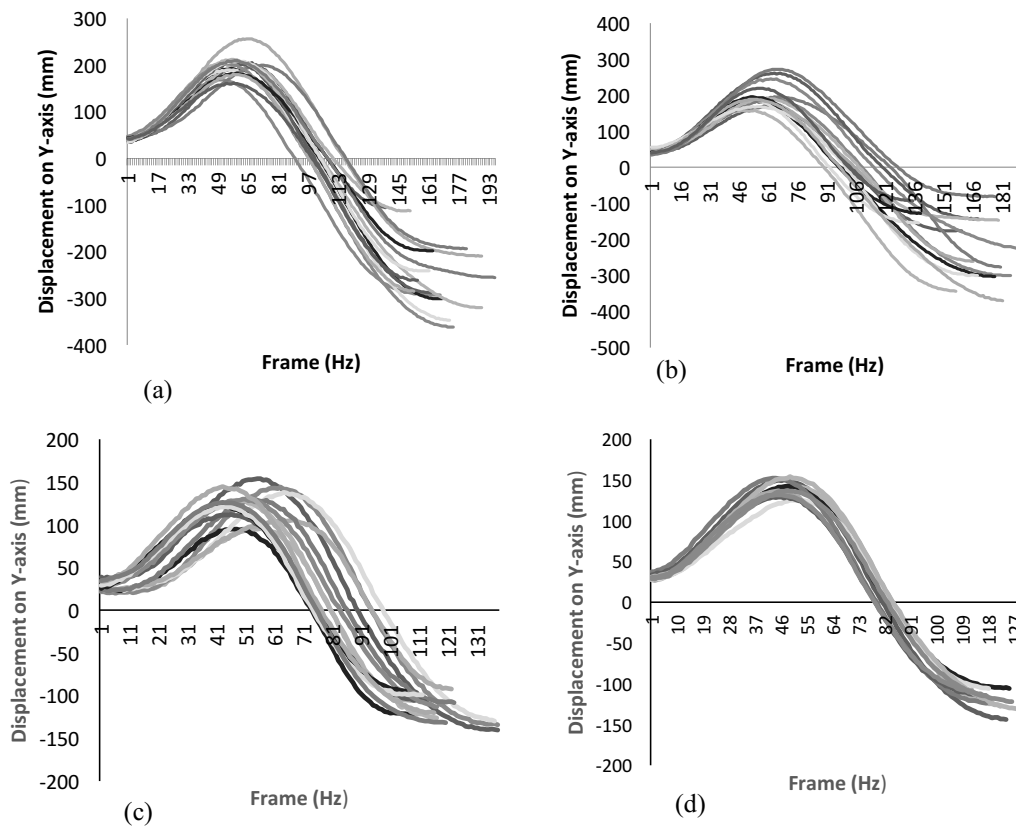 300
200
100
0
-100
-200
-300
-400
Displacement on Y-axis (mm)
1 17 33 49 65 81 97 113 129 145 161 177 193
Frame (Hz)
(a)
400
300
200
100
0
-100
-200
-300
-400
-500
Displacement on Y-axis (mm)
1 16 31 46 61 76 91 106 121 136 151 166 181
Frame (Hz)
(b)
200
150
100
50
0
-50
-100
-150
-200
Displacement on Y-axis (mm)
1 11 21 31 41 51 61 71 81 91 101 111 121 131
Frame (Hz)
(c)
200
150
100
50
0
-50
-100
-150
-200
Displacement on Y-axis (mm)
1 10 19 28 37 46 55 64 73 82 91 100 109 118 127
Frame (Hz)
(d)